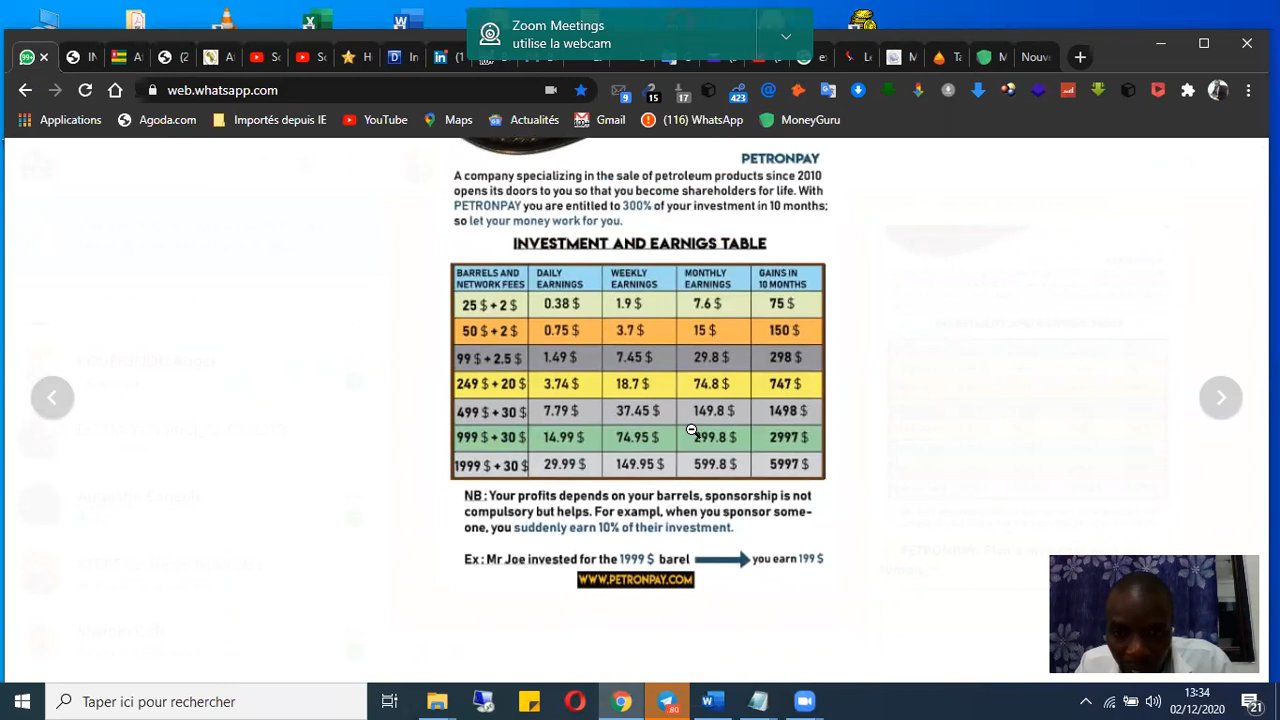 Zoom Meetings
utilise la webcam
99+
web.whatsapp.com
9 15 17 423
Applications Agoda.com Importés depuis IE YouTube Maps Actualités Gmail (116) WhatsApp MoneyGuru
PETRONPAY
A company specializing in the sale of petroleum products since 2010
opens its doors to you so that you become shareholders for life. With
PETRONPAY you are entitled to 300% of your investment in 10 months;
so let your money work for you.
INVESTMENT AND EARNIGS TABLE
BARRELS AND NETWORK FEES DAILY EARNINGS WEEKLY EARNINGS MONTHLY EARNINGS GAINS IN 10 MONTHS
25 $ + 2 $ 0.38 $ 1.9 $ 7.6 $ 75 $
50 $ + 2 $ 0.75 $ 3.7 $ 15 $ 150 $
99 $ + 2.5 $ 1.49 $ 7.45 $ 29.8 $ 298 $
249 $ + 20 $ 3.74 $ 18.7 $ 74.8 $ 747 $
499 $ + 30 $ 7.79 $ 37.45 $ 149.8 $ 1498 $
999 $ + 30 $ 14.99 $ 74.95 $ 299.8 $ 2997 $
1999 $ + 30 $ 29.99 $ 149.95 $ 599.8 $ 5997 $
NB : Your profits depends on your barrels, sponsorship is not
compulsory but helps. For exampl, when you sponsor some-
one, you suddenly earn 10% of their investment.
Ex : Mr Joe invested for the 1999 $ barel you earn 199 $
WWW.PETRONPAY.COM
Taper ici pour rechercher
80
13:34
02/12/2020
21